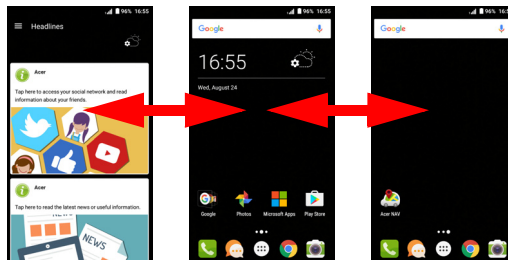 96% 16:55
Headlines
Acer
Tap here to access your social network and read
information about your friends.
Acer
Tap here to read the latest news or useful information.
NEWS
NEWS
96% 16:55
Google
16:55
Wed, August 24
Google
Photos
Microsoft Apps
Play Store
96% 16:55
Google
Acer NAV